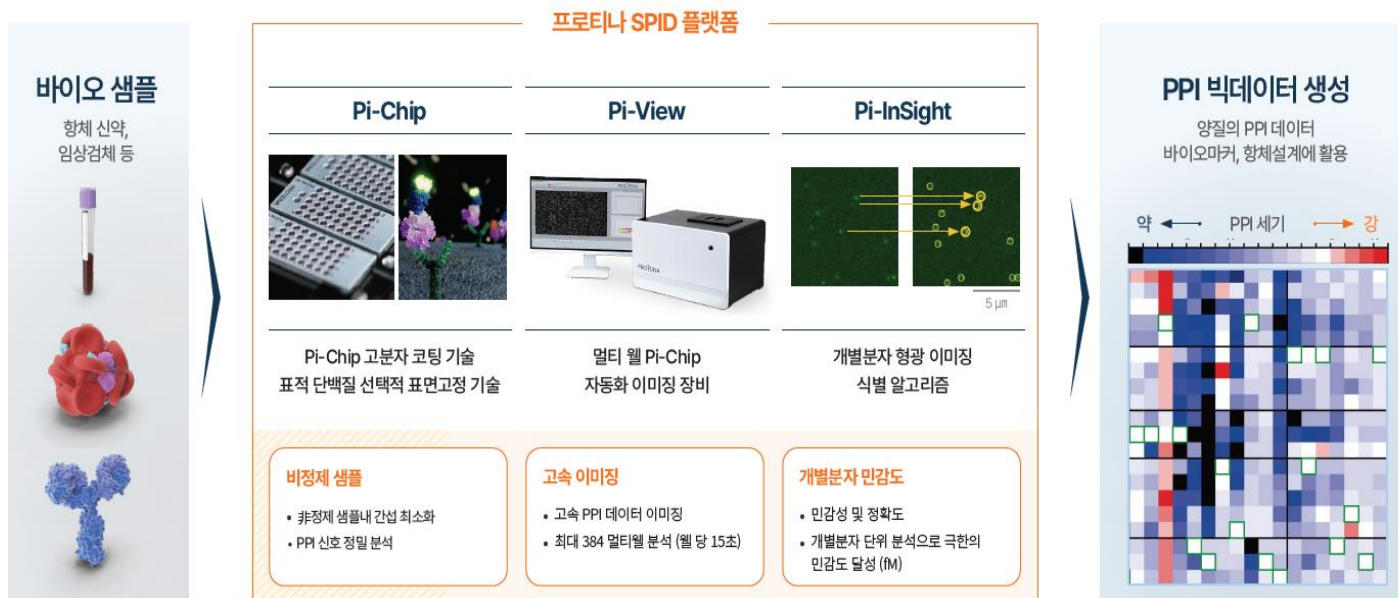 프로티나 SPID 플랫폼
바이오 샘플
항체 신약,
임상검체 등
Pi-Chip
Pi-View
Pi-InSight
PROTEINA
5 μm
Pi-Chip 고분자 코팅 기술
표적 단백질 선택적 표면고정 기술
멀티 웰 Pi-Chip
자동화 이미징 장비
개별분자 형광 이미징
식별 알고리즘
비정제 샘플
• 非정제 샘플내 간섭 최소화
• PPI 신호 정밀 분석
고속 이미징
• 고속 PPI 데이터 이미징
• 최대 384 멀티웰 분석 (웰 당 15초)
개별분자 민감도
• 민감성 및 정확도
• 개별분자 단위 분석으로 극한의
민감도 달성 (fM)
PPI 빅데이터 생성
양질의 PPI 데이터
바이오마커, 항체설계에 활용
약 PPI 세기 강